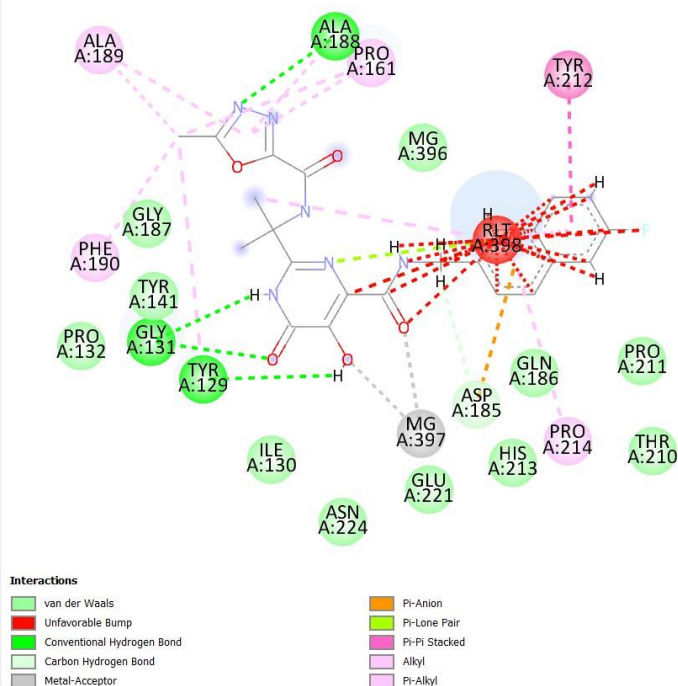 ALA
A:188
ALA
A:189
PRO
A:161
TYR
A:212
N
N
O
O
MG
A:396
N
H
GLY
A:187
H
RLT
A:398
F
PHE
A:190
H
H
N
N
H
TYR
A:141
H
N
H
PRO
A:132
GLY
A:131
O
GLN
A:186
PRO
A:211
O
O
TYR
A:129
H
ASP
A:185
MG
A:397
PRO
A:214
ILE
A:130
HIS
A:213
THR
A:210
GLU
A:221
ASN
A:224
Interactions
van der Waals
Unfavorable Bump
Conventional Hydrogen Bond
Carbon Hydrogen Bond
Metal-Acceptor
Pi-Anion
Pi-Lone Pair
Pi-Pi Stacked
Alkyl
Pi-Alkyl